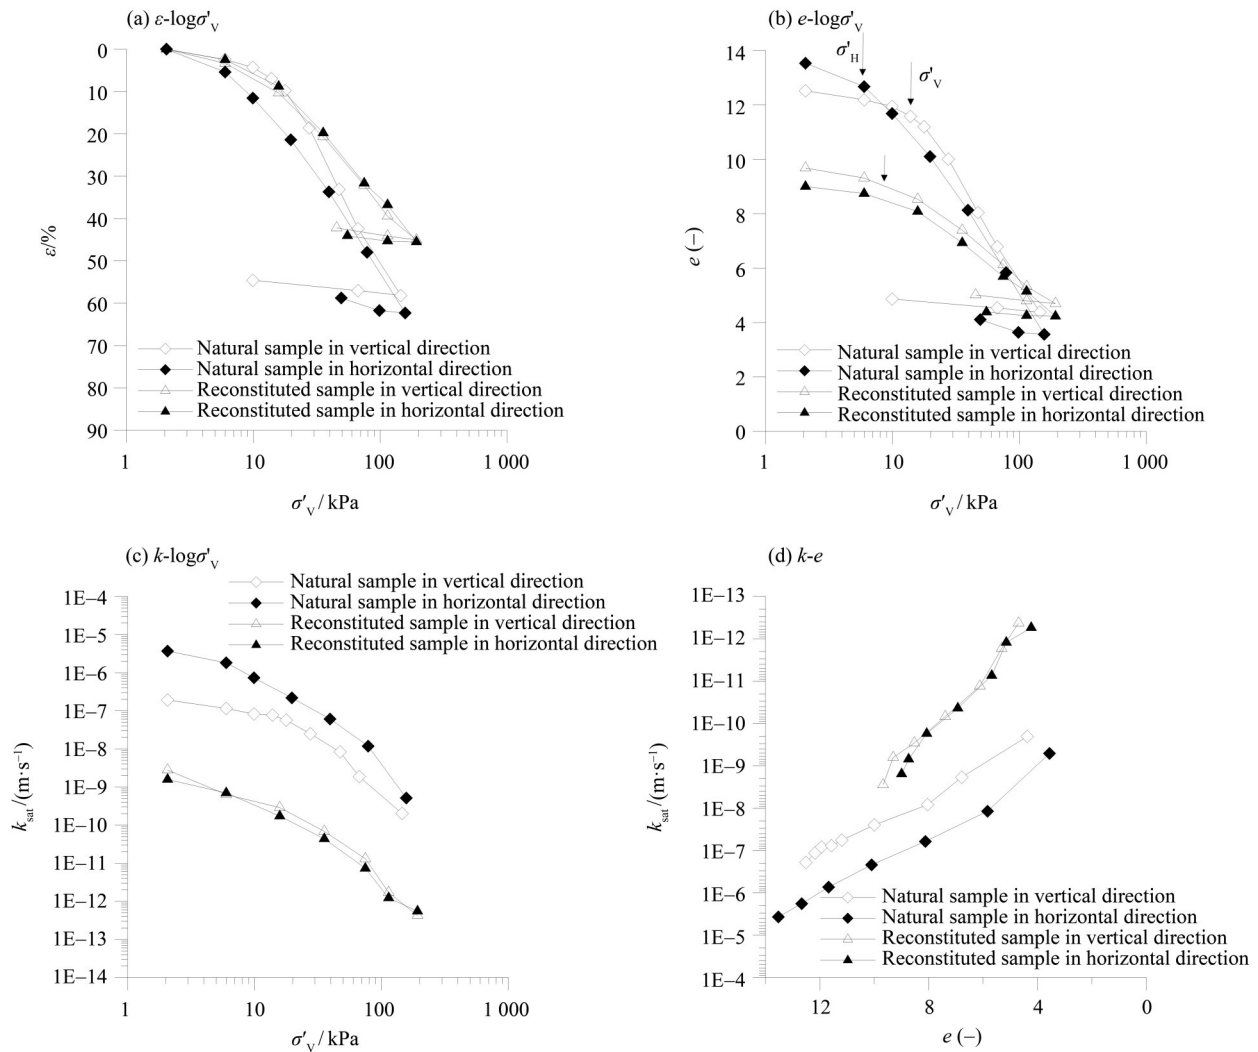 (a) ε-logσ'V
0
10
20
30
40
50
60
70
80
90
ε/%
Natural sample in vertical direction
Natural sample in horizontal direction
Reconstituted sample in vertical direction
Reconstituted sample in horizontal direction
1 10 100 1 000
σ'V / kPa
(b) e-logσ'V
σ'H
σ'V
14
12
10
8
6
4
2
0
e (–)
Natural sample in vertical direction
Natural sample in horizontal direction
Reconstituted sample in vertical direction
Reconstituted sample in horizontal direction
1 10 100 1 000
σ'V / kPa
(c) k-logσ'V
Natural sample in vertical direction
Natural sample in horizontal direction
Reconstituted sample in vertical direction
Reconstituted sample in horizontal direction
1E–4
1E–5
1E–6
1E–7
1E–8
1E–9
1E–10
1E–11
1E–12
1E–13
1E–14
ksat/(m·s⁻¹)
1 10 100 1 000
σ'V / kPa
(d) k-e
1E–13
1E–12
1E–11
1E–10
1E–9
1E–8
1E–7
1E–6
1E–5
1E–4
ksat/(m·s⁻¹)
Natural sample in vertical direction
Natural sample in horizontal direction
Reconstituted sample in vertical direction
Reconstituted sample in horizontal direction
12 8 4 0
e (–)